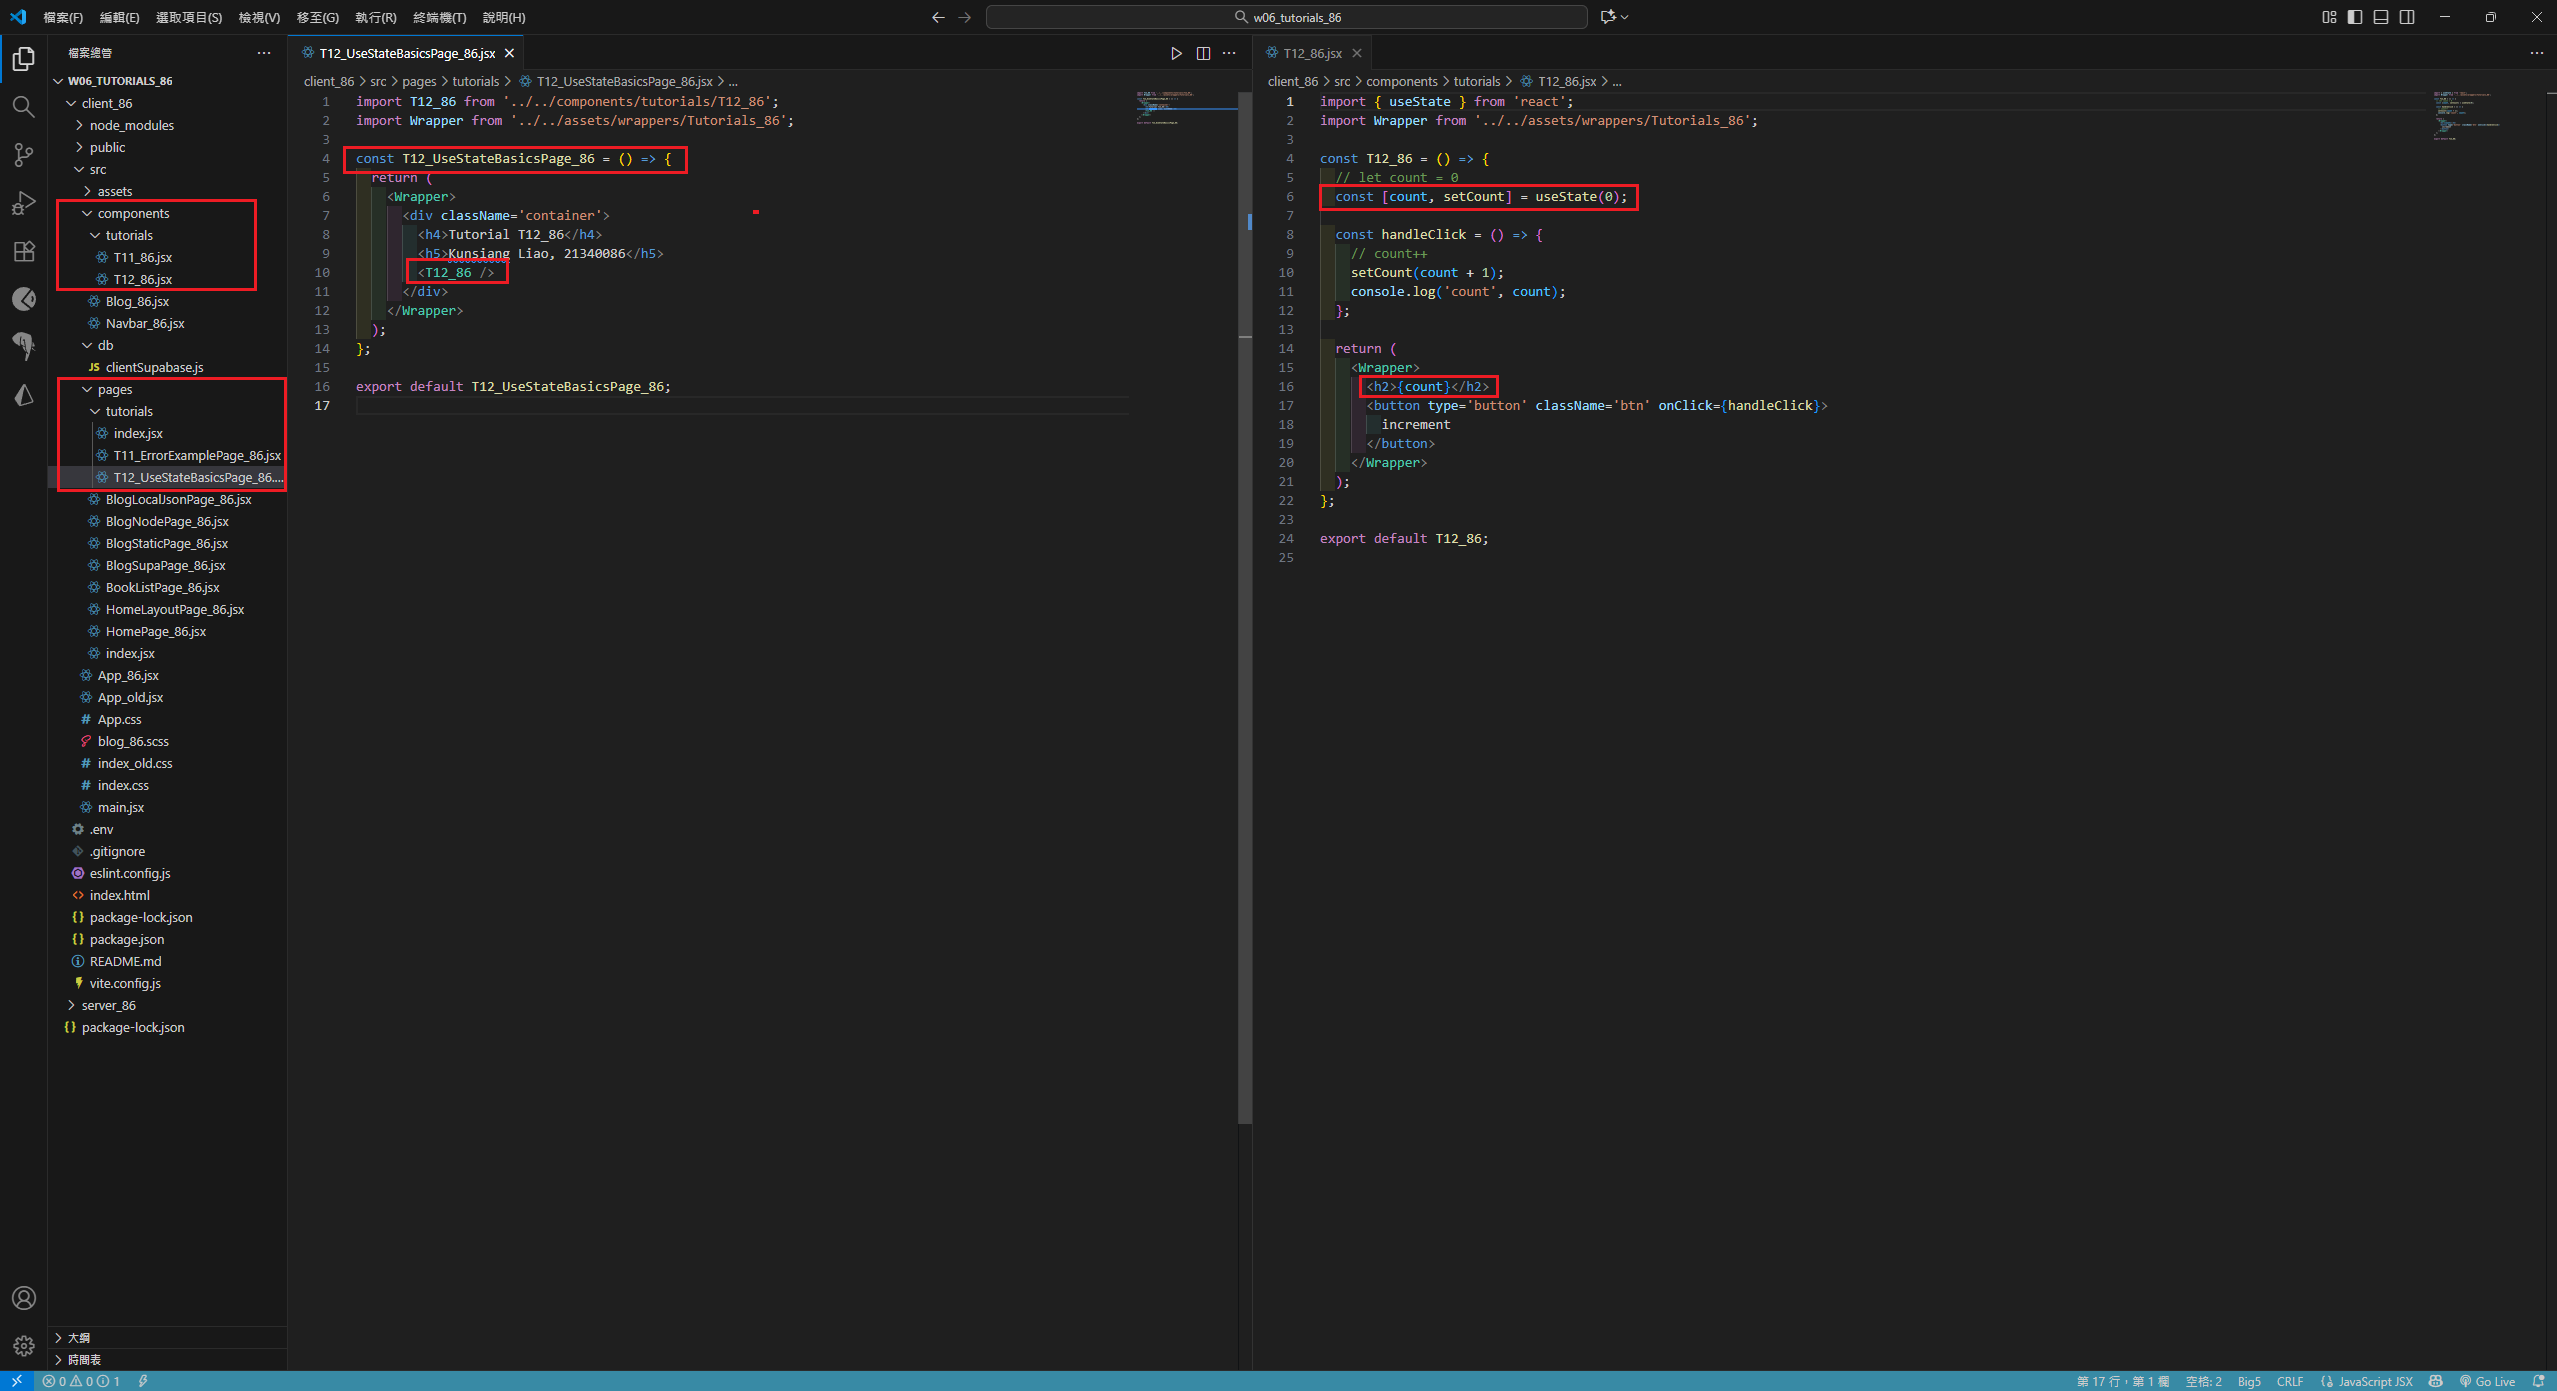 檔案(F) 編輯(E) 選取項目(S) 檢視(V) 移至(G) 執行(R) 終端機(T) 說明(H)
w06_tutorials_86
檔案總管
W06_TUTORIALS_86
client_86
node_modules
public
src
assets
components
tutorials
T11_86.jsx
T12_86.jsx
Blog_86.jsx
Navbar_86.jsx
db
JS clientSupabase.js
pages
tutorials
index.jsx
T11_ErrorExamplePage_86.jsx
T12_UseStateBasicsPage_86....
BlogLocalJsonPage_86.jsx
BlogNodePage_86.jsx
BlogStaticPage_86.jsx
BlogSupaPage_86.jsx
BookListPage_86.jsx
HomeLayoutPage_86.jsx
HomePage_86.jsx
index.jsx
App_86.jsx
App_old.jsx
# App.css
blog_86.scss
# index_old.css
# index.css
main.jsx
.env
.gitignore
eslint.config.js
<> index.html
{} package-lock.json
{} package.json
README.md
vite.config.js
server_86
{} package-lock.json
大綱
時間表
T12_UseStateBasicsPage_86.jsx
client_86 > src > pages > tutorials > T12_UseStateBasicsPage_86.jsx > ...
1 import T12_86 from '../../components/tutorials/T12_86';
2 import Wrapper from '../../assets/wrappers/Tutorials_86';
3
4 const T12_UseStateBasicsPage_86 = () => {
5 return (
6 <Wrapper>
7 <div className='container'>
8 <h4>Tutorial T12_86</h4>
9 <h5>Kunsiang Liao, 21340086</h5>
10 <T12_86 />
11 </div>
12 </Wrapper>
13 );
14 };
15
16 export default T12_UseStateBasicsPage_86;
17
T12_86.jsx
client_86 > src > components > tutorials > T12_86.jsx > ...
1 import { useState } from 'react';
2 import Wrapper from '../../assets/wrappers/Tutorials_86';
3
4 const T12_86 = () => {
5 // let count = 0
6 const [count, setCount] = useState(0);
7
8 const handleClick = () => {
9 // count++
10 setCount(count + 1);
11 console.log('count', count);
12 };
13
14 return (
15 <Wrapper>
16 <h2>{count}</h2>
17 <button type='button' className='btn' onClick={handleClick}>
18 increment
19 </button>
20 </Wrapper>
21 );
22 };
23
24 export default T12_86;
25
0 0 1
第 17 行，第 1 欄 空格: 2 Big5 CRLF {} JavaScript JSX Go Live